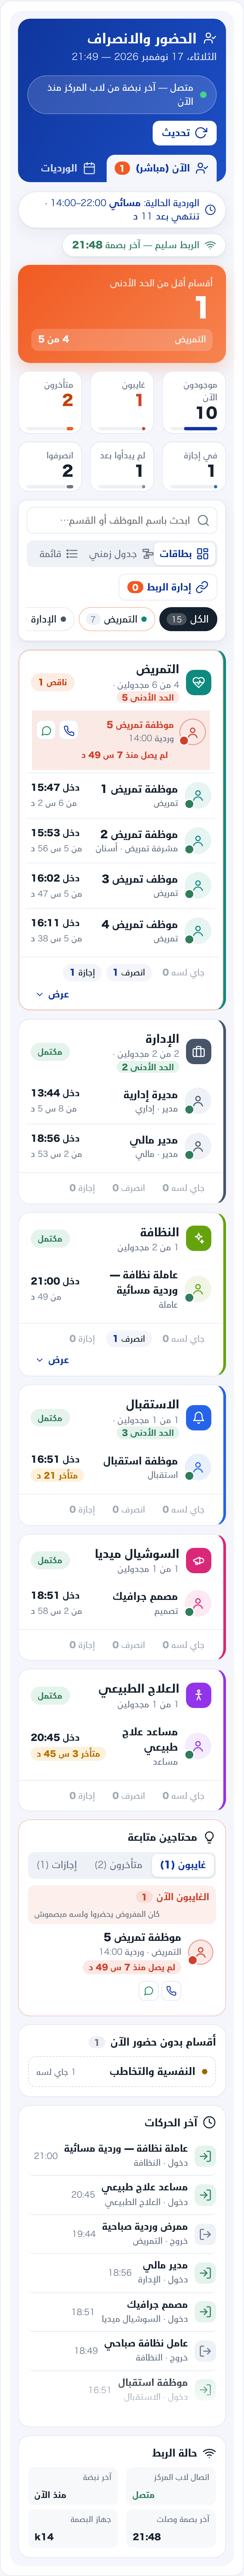 الحضور والانصراف
الثلاثاء، 17 نوفمبر 2026 — 21:49
متصل — آخر نبضة من لاب المركز منذ
الآن
تحديث
الآن (مباشر) 1
الورديات
الوردية الحالية: مسائي 22:00–14:00 ·
تنتهي بعد 11 د
الربط سليم — آخر بصمة 21:48
أقسام أقل من الحد الأدنى
1
التمريض 4 من 5
موجودون الآن
10
غايبون
1
متأخرون
2
في إجازة
1
لم يبدأوا بعد
1
انصرفوا
2
ابحث باسم الموظف أو القسم...
بطاقات
جدول زمني
قائمة
إدارة الربط 0
الكل 15
التمريض 7
الإدارة
التمريض
4 من 6 مجدولين ·
الحد الأدنى 5
ناقص 1
موظفة تمريض 5
وردية 14:00
لم يصل منذ 7 س 49 د
موظفة تمريض 1
تمريض
دخل 15:47
من 6 س 2 د
موظفة تمريض 2
مشرفة تمريض · أسنان
دخل 15:53
من 5 س 56 د
موظف تمريض 3
تمريض
دخل 16:02
من 5 س 47 د
موظف تمريض 4
تمريض
دخل 16:11
من 5 س 38 د
جاي لسه 0
انصرف 1
إجازة 1
عرض
الإدارة
2 من 2 مجدولين ·
الحد الأدنى 2
مكتمل
مديرة إدارية
مدير · إداري
دخل 13:44
من 8 س 5 د
مدير مالي
مدير · مالي
دخل 18:56
من 2 س 53 د
جاي لسه 0
انصرف 0
إجازة 0
النظافة
1 من 2 مجدولين
مكتمل
عاملة نظافة —
وردية مسائية
عاملة
دخل 21:00
من 49 د
جاي لسه 0
انصرف 1
إجازة 0
عرض
الاستقبال
1 من 1 مجدولين ·
الحد الأدنى 3
مكتمل
موظفة استقبال
استقبال
دخل 16:51
متأخر 21 د
جاي لسه 0
انصرف 0
إجازة 0
السوشيال ميديا
1 من 1 مجدولين
مكتمل
مصمم جرافيك
تصميم
دخل 18:51
من 2 س 58 د
جاي لسه 0
انصرف 0
إجازة 0
العلاج الطبيعي
1 من 1 مجدولين
مكتمل
مساعد علاج
طبيعي
مساعد
دخل 20:45
متأخر 3 س 45 د
جاي لسه 0
انصرف 0
إجازة 0
محتاجين متابعة
غايبون (1)
متأخرون (2)
إجازات (1)
الغايبون الآن 1
كان المفروض يحضروا ولسه مبصموش
موظفة تمريض 5
التمريض · وردية 14:00
لم يصل منذ 7 س 49 د
أقسام بدون حضور الآن 1
النفسية والتخاطب
1 جاي لسه
آخر الحركات
عاملة نظافة — وردية مسائية
دخول · النظافة
21:00
مساعد علاج طبيعي
دخول · العلاج الطبيعي
20:45
ممرض وردية صباحية
خروج · التمريض
19:44
مدير مالي
دخول · الإدارة
18:56
مصمم جرافيك
دخول · السوشيال ميديا
18:51
عامل نظافة صباحي
خروج · النظافة
18:49
موظفة استقبال
دخول · الاستقبال
16:51
حالة الربط
اتصال لاب المركز
متصل
آخر نبضة
منذ الآن
آخر بصمة وصلت
21:48
جهاز البصمة
k14